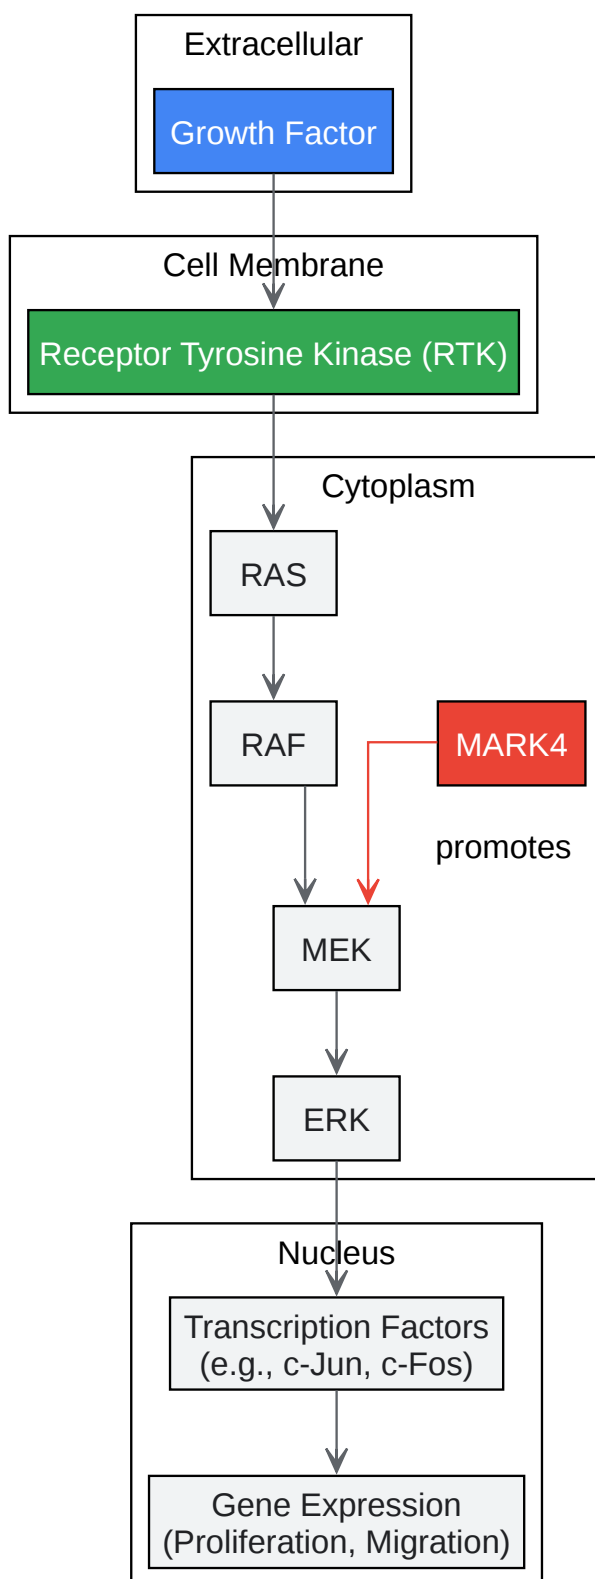 Extracellular
Growth Factor
Cell Membrane
Receptor Tyrosine Kinase (RTK)
Cytoplasm
RAS
RAF
MARK4
promotes
MEK
ERK
Nucleus
Transcription Factors
(e.g., c-Jun, c-Fos)
Gene Expression
(Proliferation, Migration)